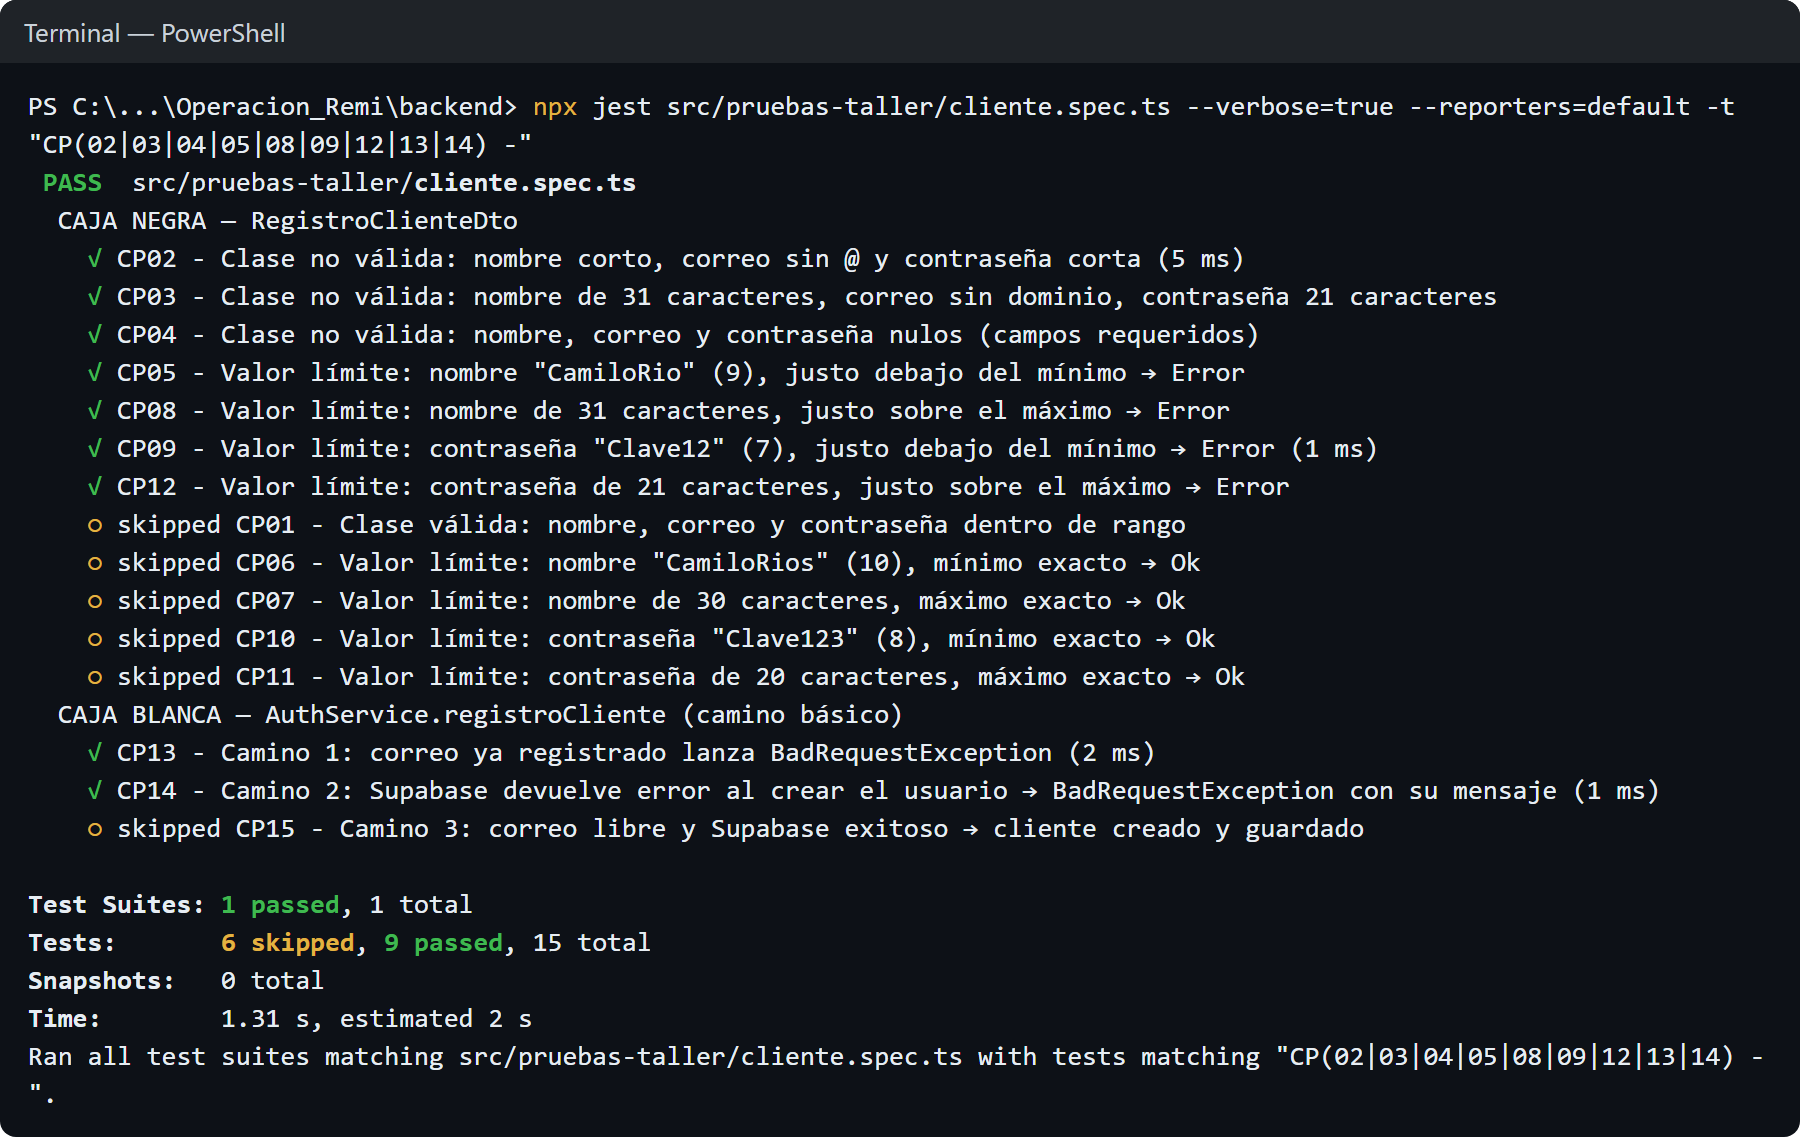 Terminal — PowerShell
PS C:\...\Operacion_Remi\backend> npx jest src/pruebas-taller/cliente.spec.ts --verbose=true --reporters=default -t
"CP(02|03|04|05|08|09|12|13|14) -"
PASS src/pruebas-taller/cliente.spec.ts
CAJA NEGRA — RegistroClienteDto
√ CP02 - Clase no válida: nombre corto, correo sin @ y contraseña corta (5 ms)
√ CP03 - Clase no válida: nombre de 31 caracteres, correo sin dominio, contraseña 21 caracteres
√ CP04 - Clase no válida: nombre, correo y contraseña nulos (campos requeridos)
√ CP05 - Valor límite: nombre "CamiloRio" (9), justo debajo del mínimo → Error
√ CP08 - Valor límite: nombre de 31 caracteres, justo sobre el máximo → Error
√ CP09 - Valor límite: contraseña "Clave12" (7), justo debajo del mínimo → Error (1 ms)
√ CP12 - Valor límite: contraseña de 21 caracteres, justo sobre el máximo → Error
○ skipped CP01 - Clase válida: nombre, correo y contraseña dentro de rango
○ skipped CP06 - Valor límite: nombre "CamiloRios" (10), mínimo exacto → Ok
○ skipped CP07 - Valor límite: nombre de 30 caracteres, máximo exacto → Ok
○ skipped CP10 - Valor límite: contraseña "Clave123" (8), mínimo exacto → Ok
○ skipped CP11 - Valor límite: contraseña de 20 caracteres, máximo exacto → Ok
CAJA BLANCA — AuthService.registroCliente (camino básico)
√ CP13 - Camino 1: correo ya registrado lanza BadRequestException (2 ms)
√ CP14 - Camino 2: Supabase devuelve error al crear el usuario → BadRequestException con su mensaje (1 ms)
○ skipped CP15 - Camino 3: correo libre y Supabase exitoso → cliente creado y guardado
Test Suites: 1 passed, 1 total
Tests: 6 skipped, 9 passed, 15 total
Snapshots: 0 total
Time: 1.31 s, estimated 2 s
Ran all test suites matching src/pruebas-taller/cliente.spec.ts with tests matching "CP(02|03|04|05|08|09|12|13|14) -
".